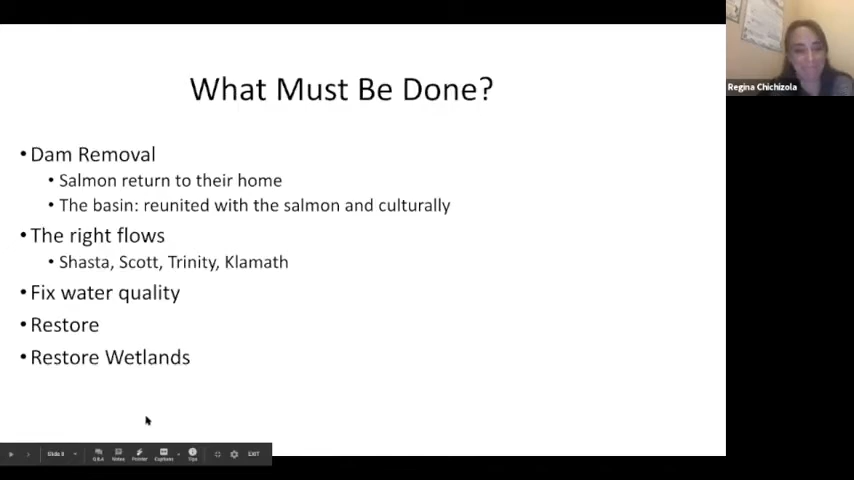 What Must Be Done?
• Dam Removal
• Salmon return to their home
• The basin: reunited with the salmon and culturally
• The right flows
• Shasta, Scott, Trinity, Klamath
• Fix water quality
• Restore
• Restore Wetlands
Regina Chichizola
Q&A Notes Pointer Captions Tips EXIT